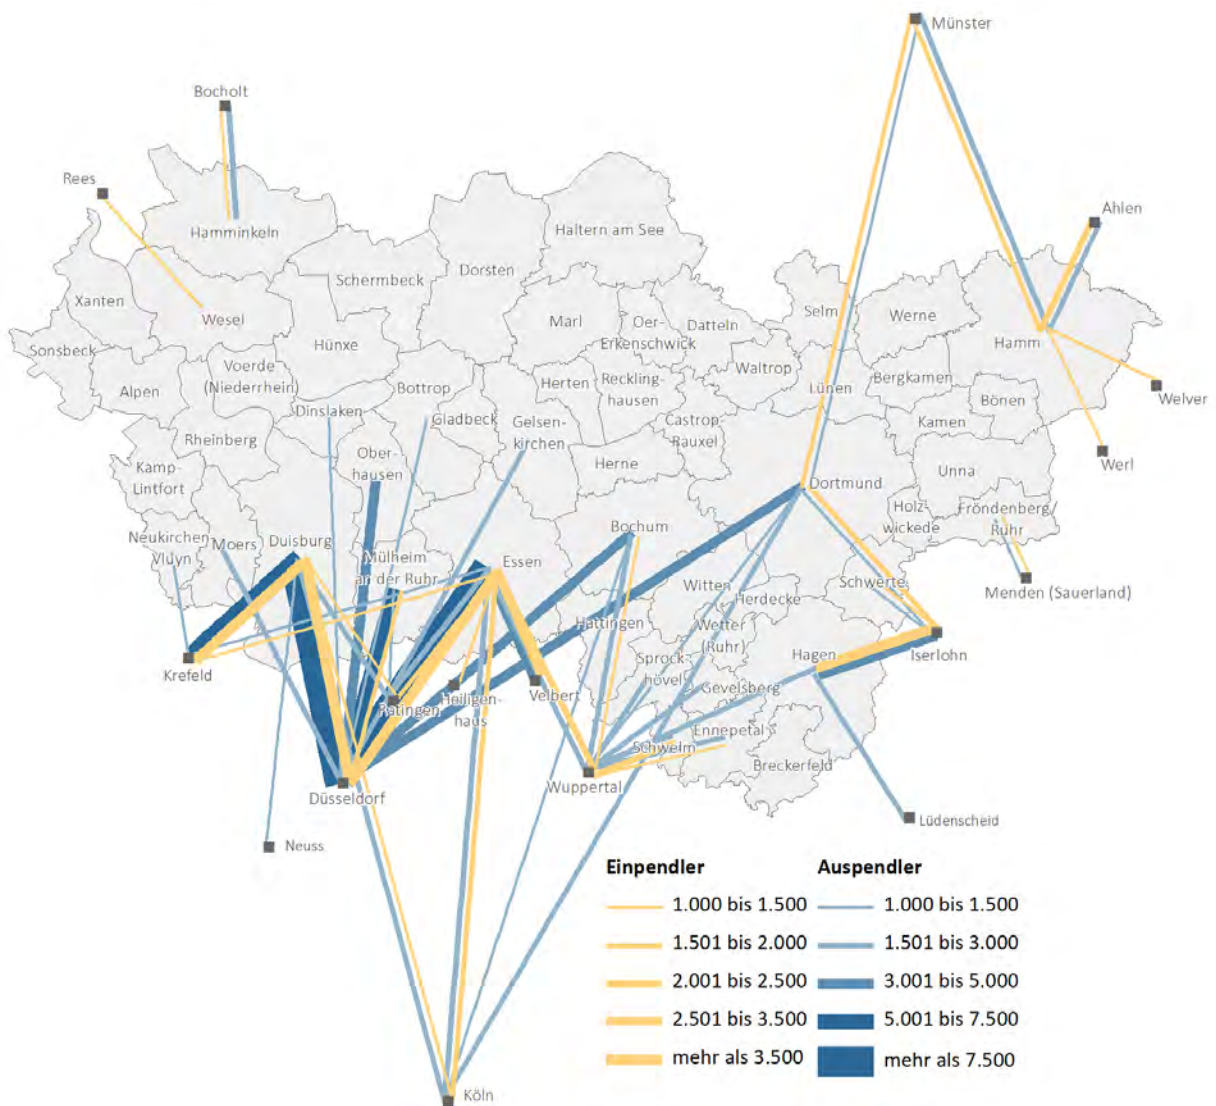 Münster
Bocholt
Rees
Ahlen
Hamminkeln
Haltern am See
Dorsten
Schermbeck
Xanten
Wesel
Marl
Oer-
Erkenschwick
Datteln
Selm
Werne
Hamm
Sonsbeck
Hünxe
Voerde
(Niederrhein)
Alpen
Bottrop
Herten
Reckling-
hausen
Waltrop
Lünen
Bergkamen
Bönen
Welver
Dinslaken
Gladbeck
Gelsen-
kirchen
Castrop-
Rauxel
Kamen
Rheinberg
Ober-
hausen
Herne
Unna
Werl
Kamp-
Lintfort
Dortmund
Holz-
wickede
Fröndenberg/
Ruhr
Neukirchen-
Vluyn
Moers
Duisburg
Mülheim
an der Ruhr
Essen
Bochum
Witten
Herdecke
Schwerte
Menden (Sauerland)
Hattingen
Wetter
(Ruhr)
Hagen
Iserlohn
Krefeld
Sprock-
hövel
Gevelsberg
Ratingen
Heiligen-
haus
Velbert
Ennepetal
Schwelm
Breckerfeld
Düsseldorf
Wuppertal
Lüdenscheid
Neuss
Köln
Einpendler
1.000 bis 1.500
1.501 bis 2.000
2.001 bis 2.500
2.501 bis 3.500
mehr als 3.500
Auspendler
1.000 bis 1.500
1.501 bis 3.000
3.001 bis 5.000
5.001 bis 7.500
mehr als 7.500